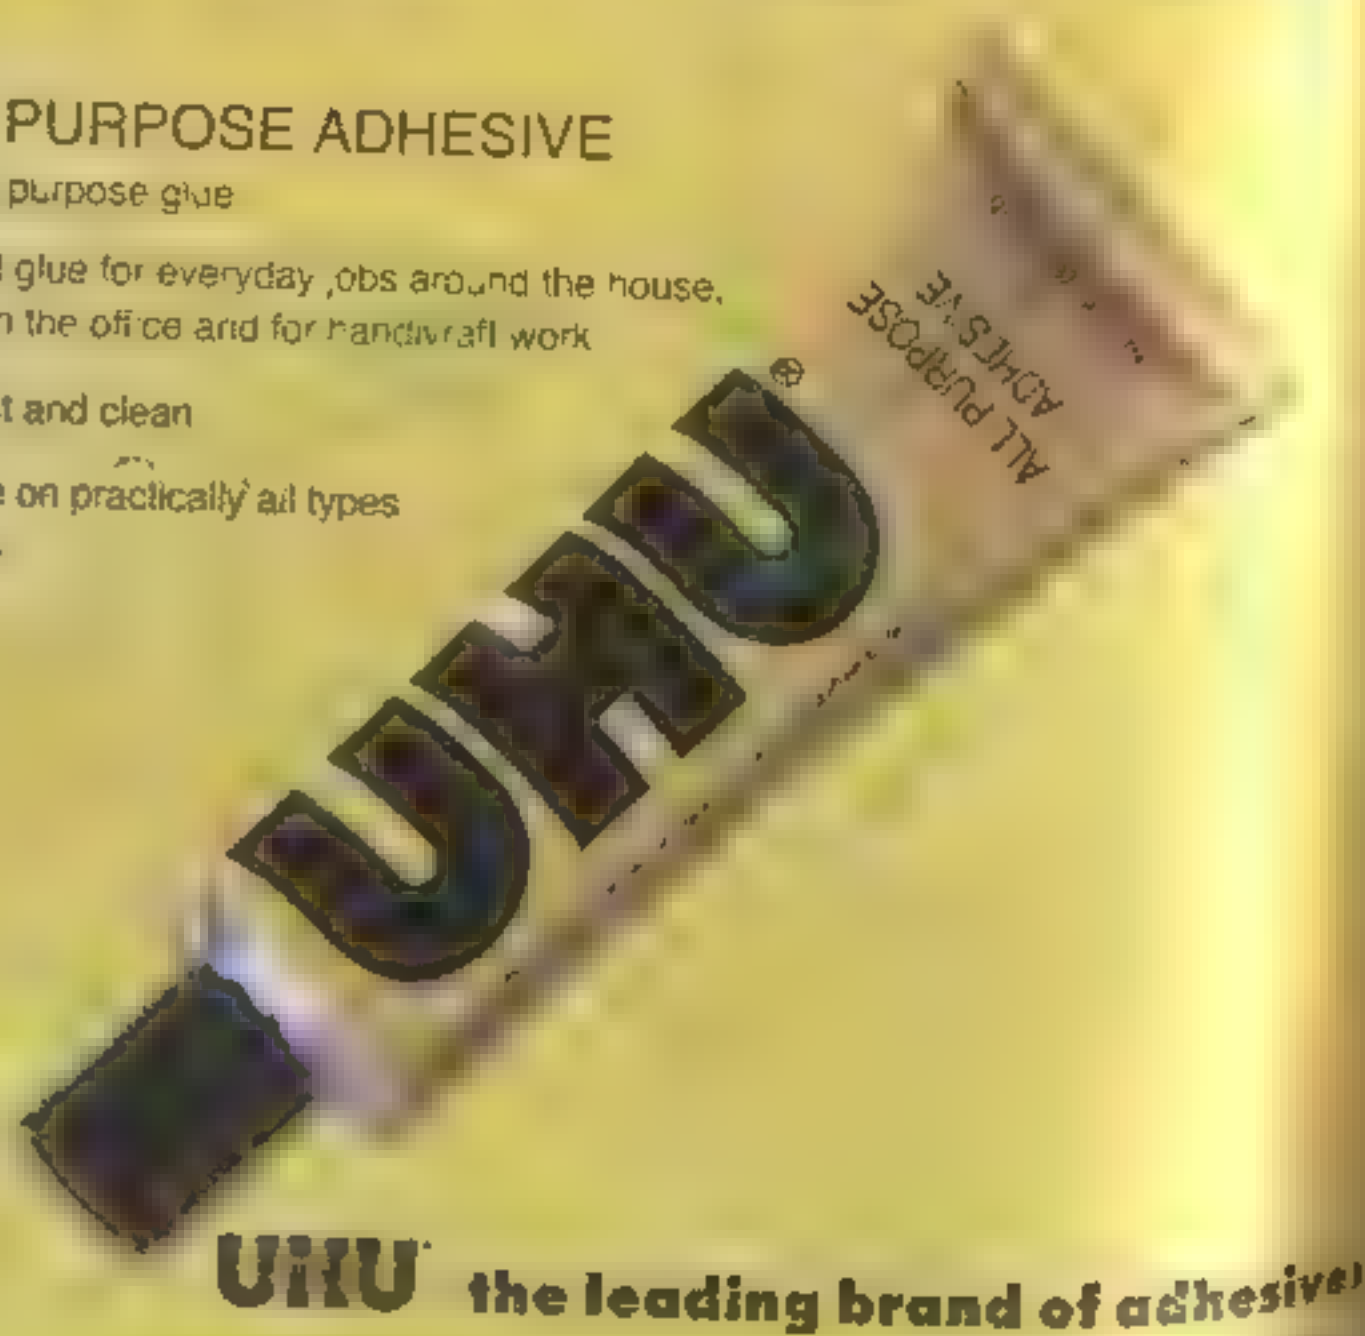 PURPOSE ADHESIVE
purpose glue
glue for everyday jobs around the house,
the office and for handicraft work
and clean
on practically all types
ALL PURPOSE
ADHESIVE
UHU®
UHU
the leading brand of adhesives